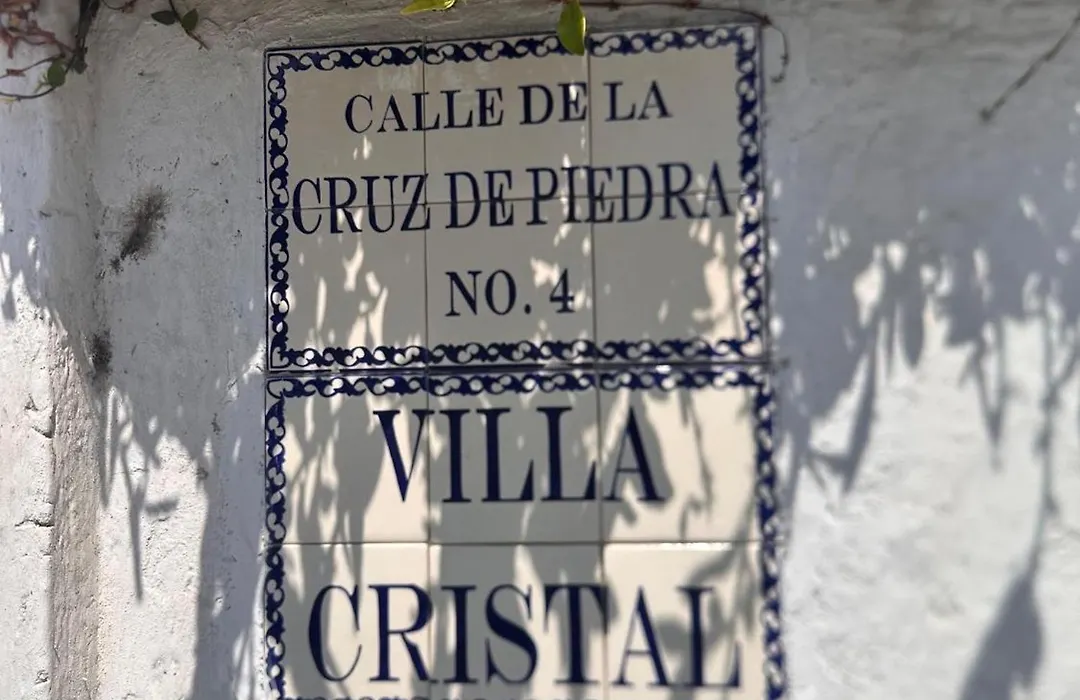 CALLE DE LA
CRUZ DE PIEDRA
NO. 4
VILLA
CRISTAL